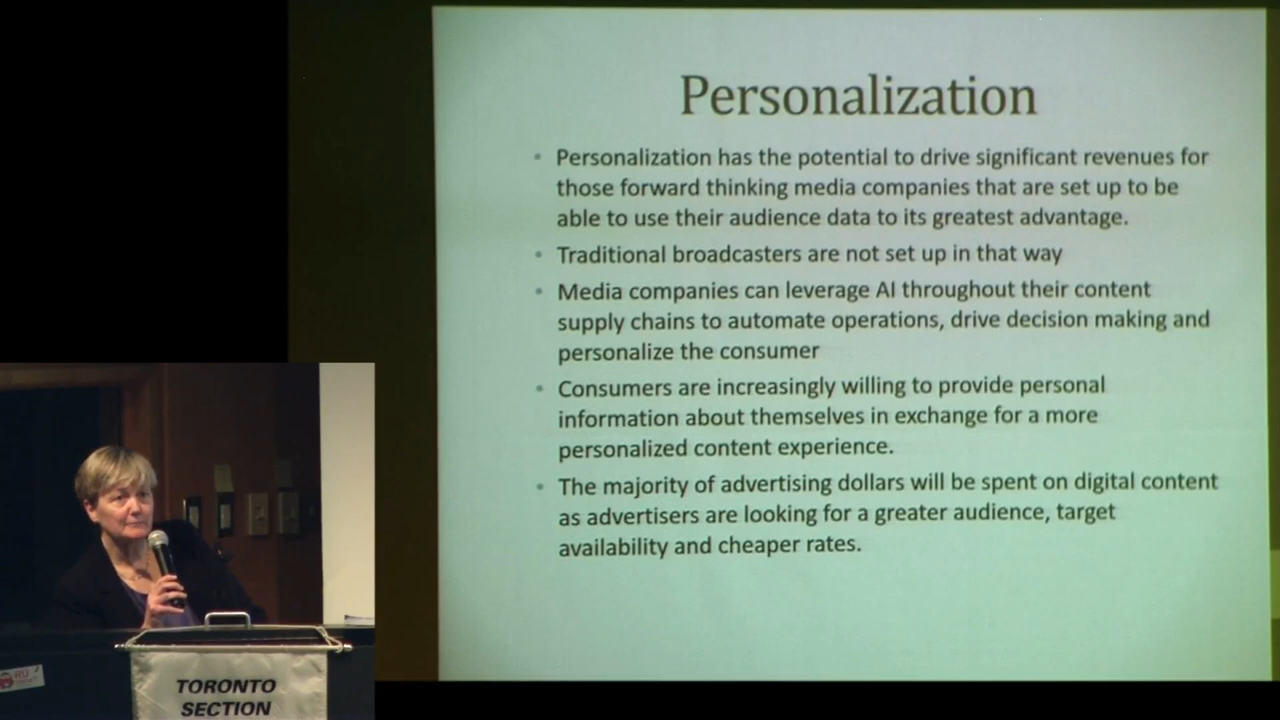 Personalization
• Personalization has the potential to drive significant revenues for
those forward thinking media companies that are set up to be
able to use their audience data to its greatest advantage.
• Traditional broadcasters are not set up in that way
• Media companies can leverage AI throughout their content
supply chains to automate operations, drive decision making and
personalize the consumer
• Consumers are increasingly willing to provide personal
information about themselves in exchange for a more
personalized content experience.
• The majority of advertising dollars will be spent on digital content
as advertisers are looking for a greater audience, target
availability and cheaper rates.
RU
TORONTO
SECTION